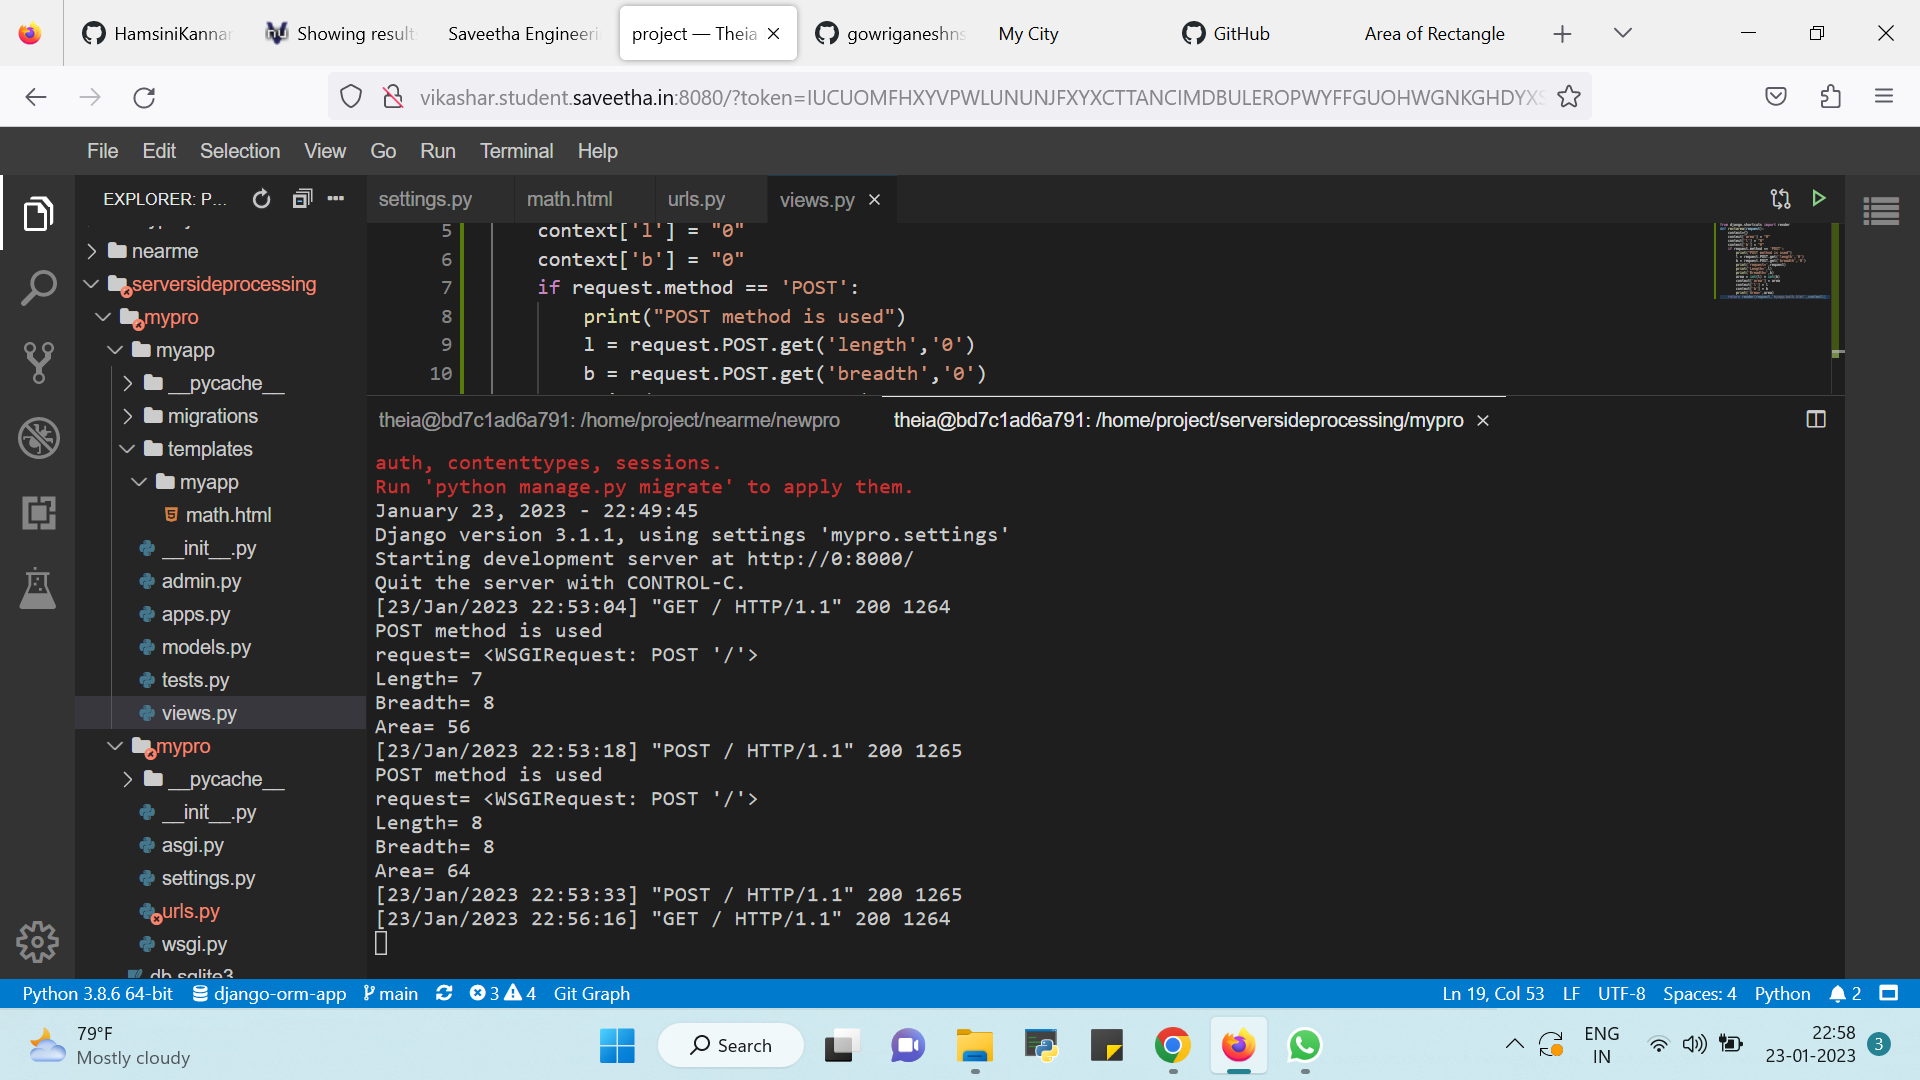 HamsiniKannan
Showing result
Saveetha Engineeri
project — Theia
gowriganeshns
My City
GitHub
Area of Rectangle
vikashar.student.saveetha.in:8080/?token=IUCUOMFHXYVPWLUNUNJFXYXCTTANCIMDBULEROPWYFFGUOHWGNKGHDYXS
File Edit Selection View Go Run Terminal Help
EXPLORER: P...
settings.py
math.html
urls.py
views.py
nearme
serversideprocessing
mypro
myapp
__pycache__
migrations
templates
myapp
math.html
__init__.py
admin.py
apps.py
models.py
tests.py
views.py
mypro
__pycache__
__init__.py
asgi.py
settings.py
urls.py
wsgi.py
db.sqlite3
5 context['l'] = "0"
6 context['b'] = "0"
7 if request.method == 'POST':
8 print("POST method is used")
9 l = request.POST.get('length','0')
10 b = request.POST.get('breadth','0')
theia@bd7c1ad6a791: /home/project/nearme/newpro
theia@bd7c1ad6a791: /home/project/serversideprocessing/mypro
auth, contenttypes, sessions.
Run 'python manage.py migrate' to apply them.
January 23, 2023 - 22:49:45
Django version 3.1.1, using settings 'mypro.settings'
Starting development server at http://0:8000/
Quit the server with CONTROL-C.
[23/Jan/2023 22:53:04] "GET / HTTP/1.1" 200 1264
POST method is used
request= <WSGIRequest: POST '/'>
Length= 7
Breadth= 8
Area= 56
[23/Jan/2023 22:53:18] "POST / HTTP/1.1" 200 1265
POST method is used
request= <WSGIRequest: POST '/'>
Length= 8
Breadth= 8
Area= 64
[23/Jan/2023 22:53:33] "POST / HTTP/1.1" 200 1265
[23/Jan/2023 22:56:16] "GET / HTTP/1.1" 200 1264
Python 3.8.6 64-bit django-orm-app main 3 4 Git Graph
Ln 19, Col 53 LF UTF-8 Spaces: 4 Python 2
79°F
Mostly cloudy
Search
ENG
IN
22:58
23-01-2023
3